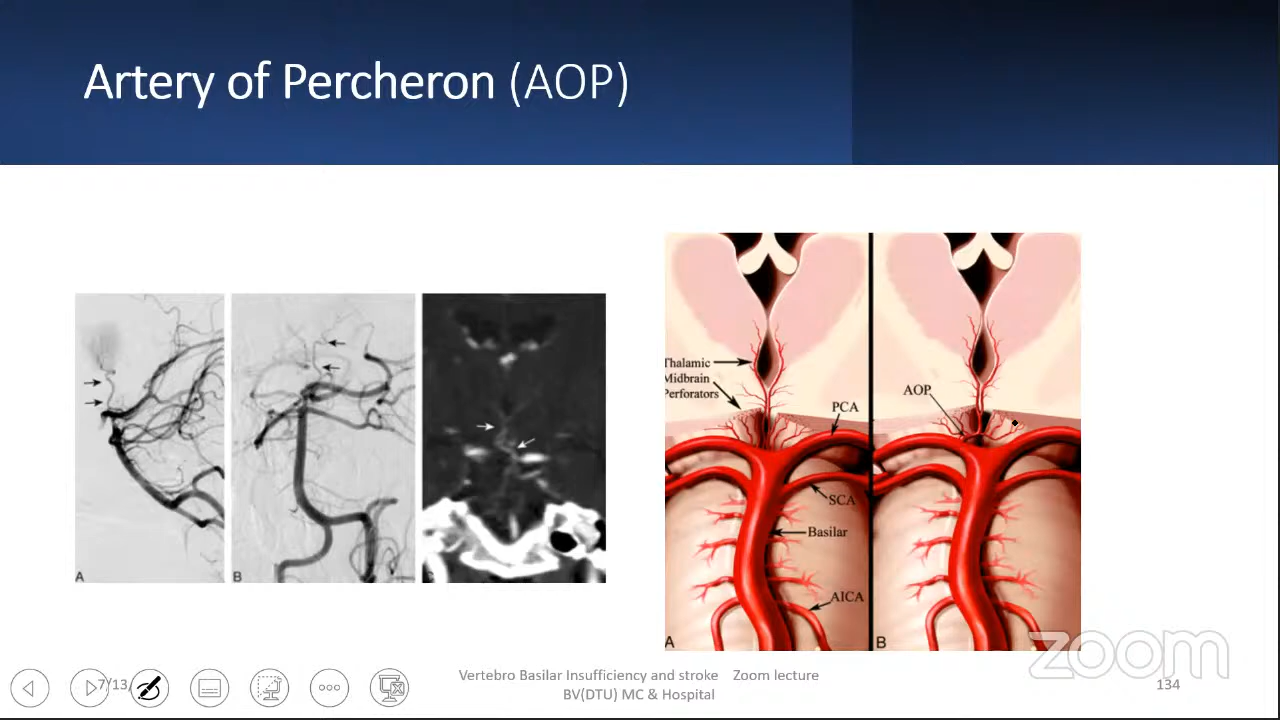 Artery of Percheron (AOP)
Thalamic
Midbrain
Perforators
PCA
SCA
Basilar
AICA
A
AOP
B
A
B
Vertebro Basilar Insufficiency and stroke Zoom lecture
BV(DTU) MC & Hospital
7/13
134
zoom